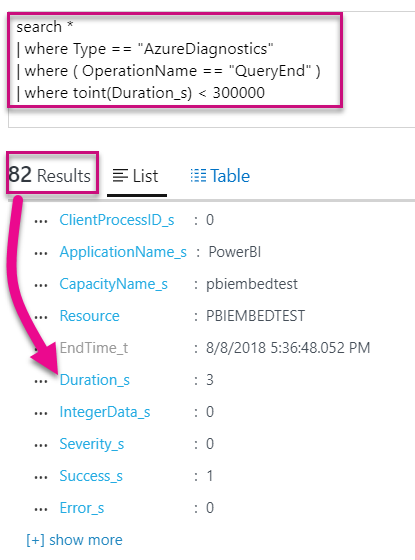 search *
| where Type == "AzureDiagnostics"
| where ( OperationName == "QueryEnd" )
| where toint(Duration_s) < 300000
82 Results List Table
... ClientProcessID_s : 0
... ApplicationName_s : PowerBI
... CapacityName_s : pbiembedtest
... Resource : PBIEMBEDTEST
... EndTime_t : 8/8/2018 5:36:48.052 PM
... Duration_s : 3
... IntegerData_s : 0
... Severity_s : 0
... Success_s : 1
... Error_s : 0
[+] show more